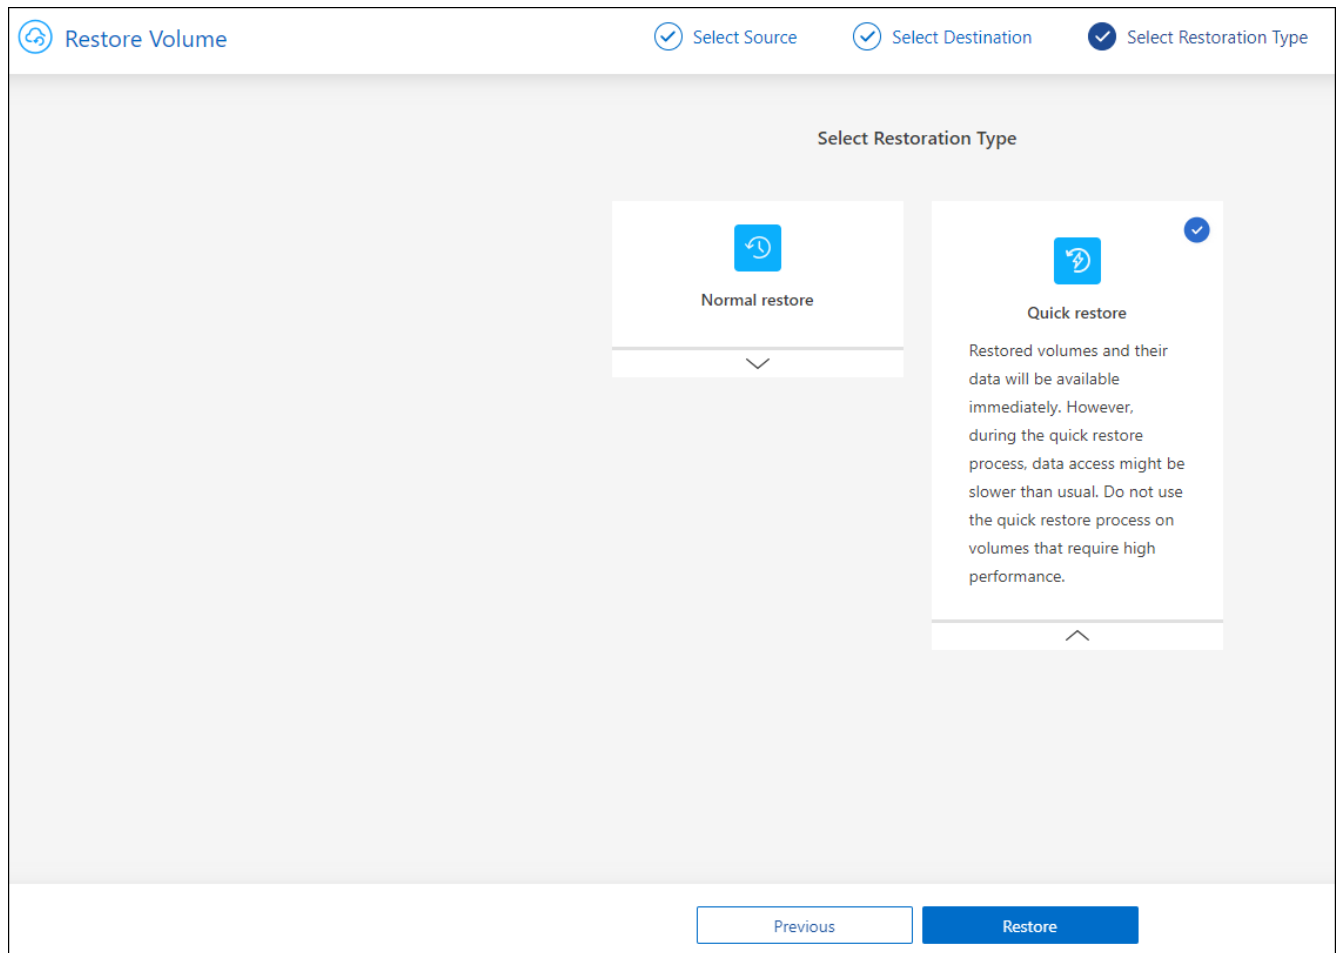 Restore Volume
Select Source
Select Destination
Select Restoration Type
Select Restoration Type
Normal restore
Quick restore
Restored volumes and their
data will be available
immediately. However,
during the quick restore
process, data access might be
slower than usual. Do not use
the quick restore process on
volumes that require high
performance.
Previous
Restore